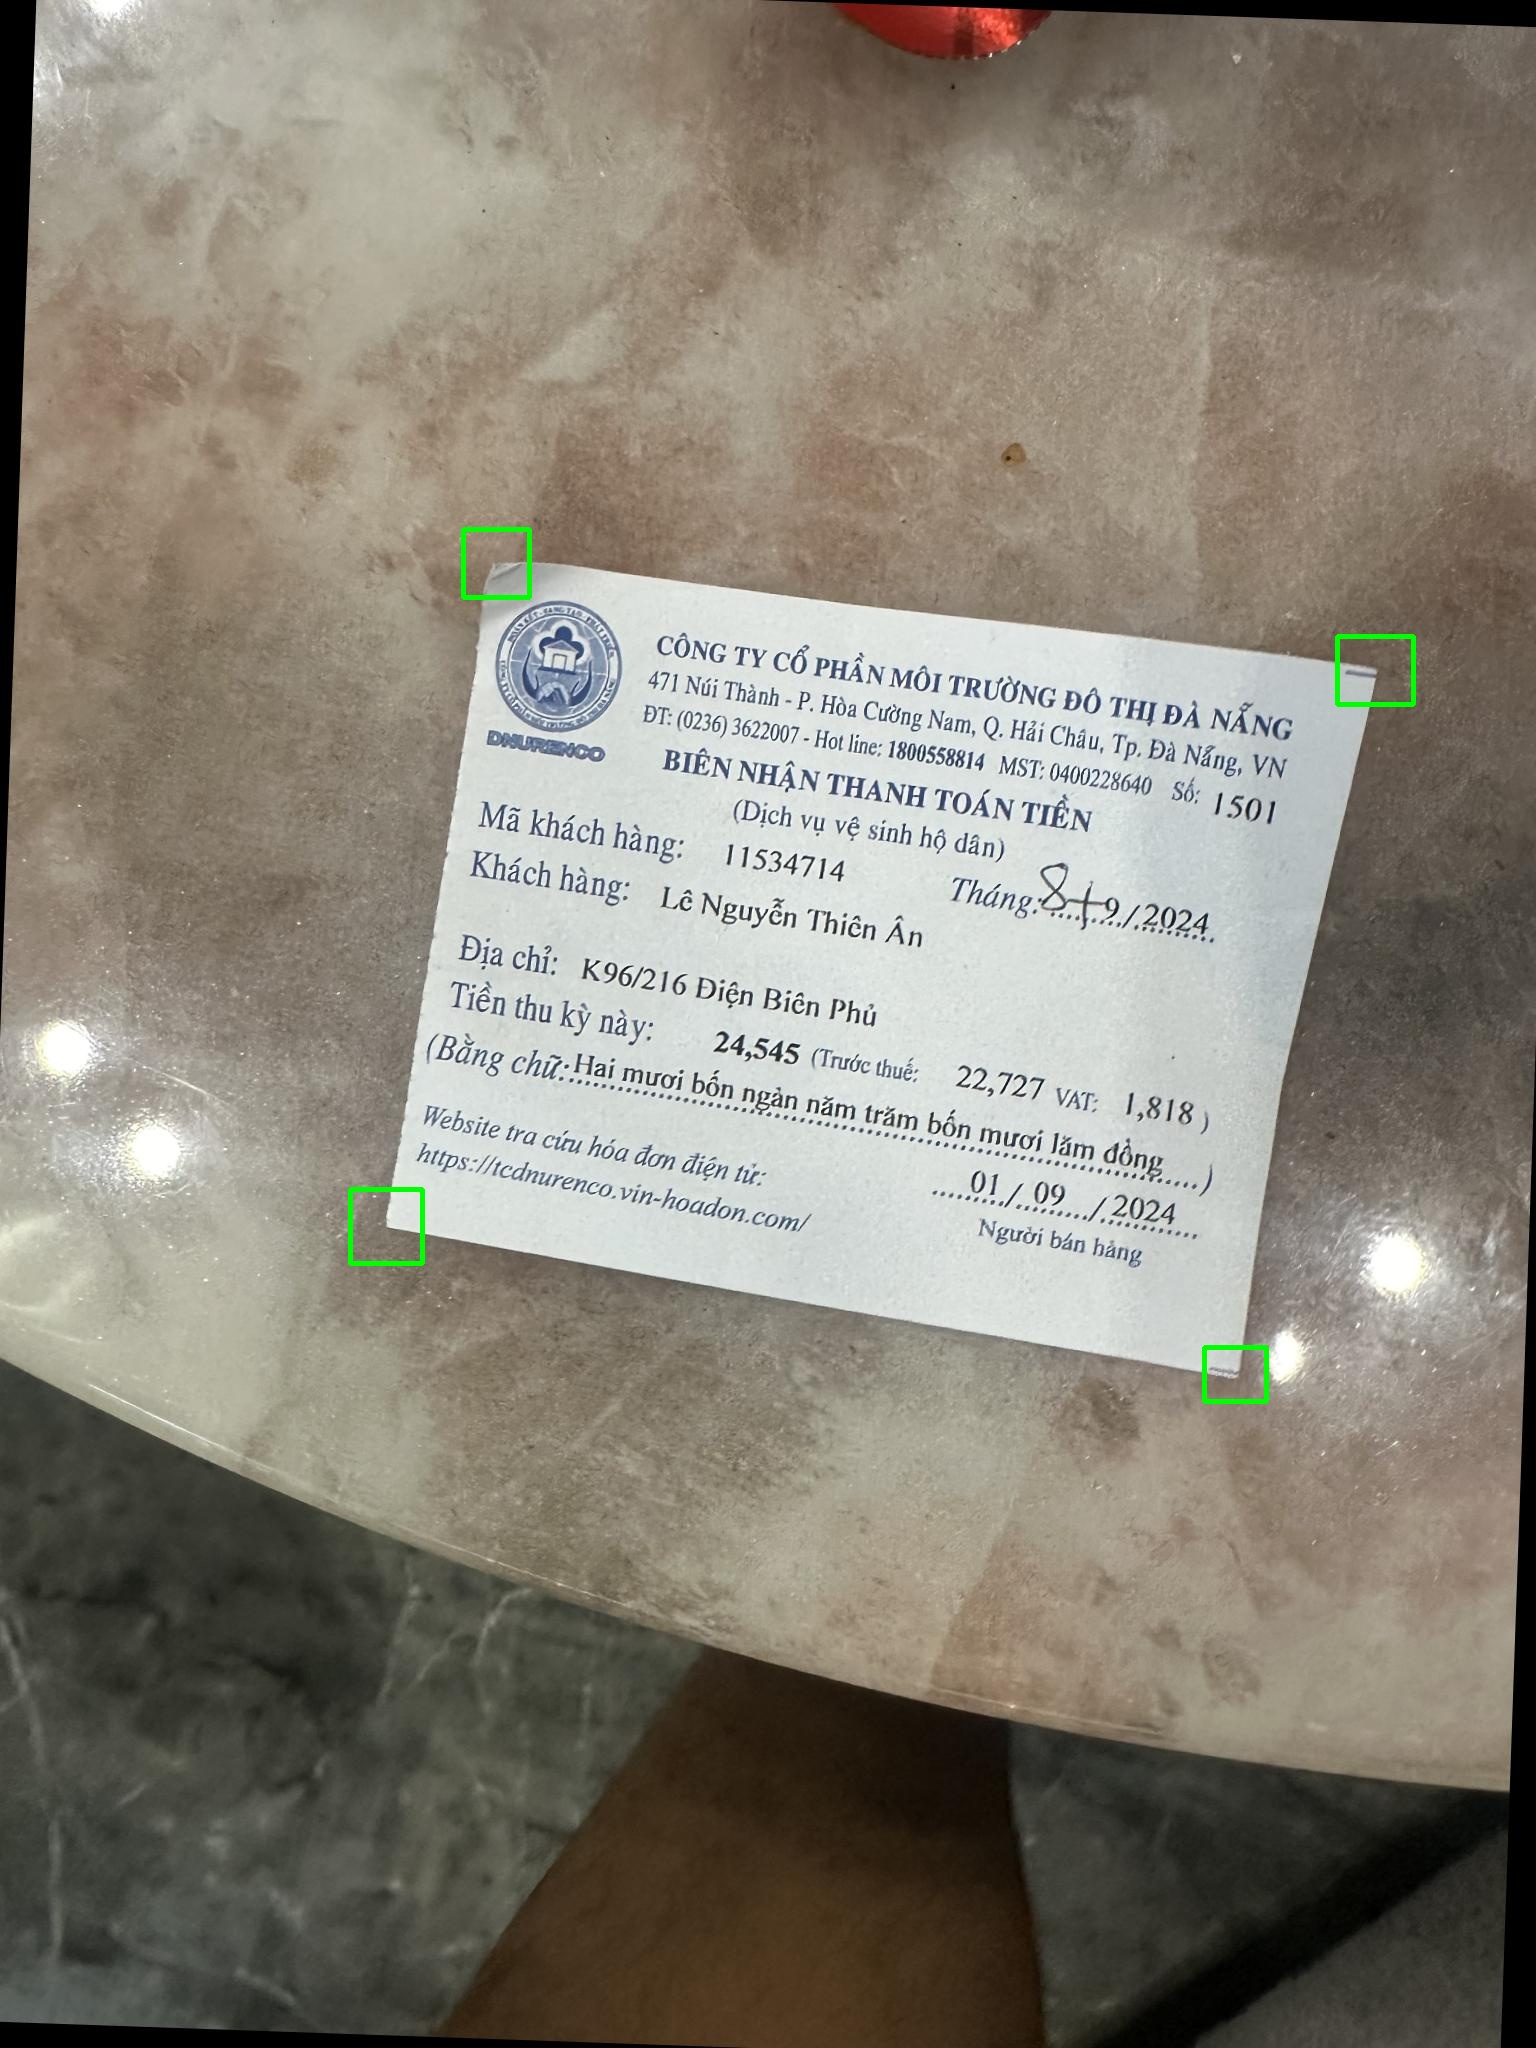 DNURENCO
CÔNG TY CỔ PHẦN MÔI TRƯỜNG ĐÔ THỊ ĐÀ NẴNG
471 Núi Thành - P. Hòa Cường Nam, Q. Hải Châu, Tp. Đà Nẵng, VN
ĐT: (0236) 3622007 - Hot line: 1800558814 MST: 0400228640 Số: 1501
BIÊN NHẬN THANH TOÁN TIỀN
(Dịch vụ vệ sinh hộ dân)
Mã khách hàng: 11534714
Tháng: 8+9/2024
Khách hàng: Lê Nguyễn Thiên Ân
Địa chỉ: K96/216 Điện Biên Phủ
Tiền thu kỳ này: 24,545 (Trước thuế: 22,727 VAT: 1,818 )
(Bằng chữ: Hai mươi bốn ngàn năm trăm bốn mươi lăm đồng)
Website tra cứu hóa đơn điện tử:
https://tcdnurenco.vin-hoadon.com/
01/ 09 / 2024
Người bán hàng